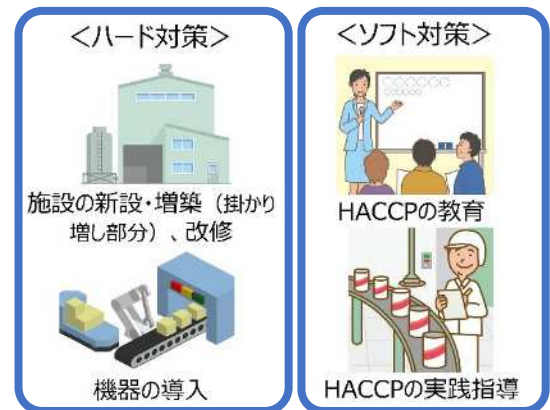 <ハード対策>
施設の新設・増築（掛かり
増し部分）、改修
機器の導入
<ソフト対策>
HACCPの教育
HACCPの実践指導